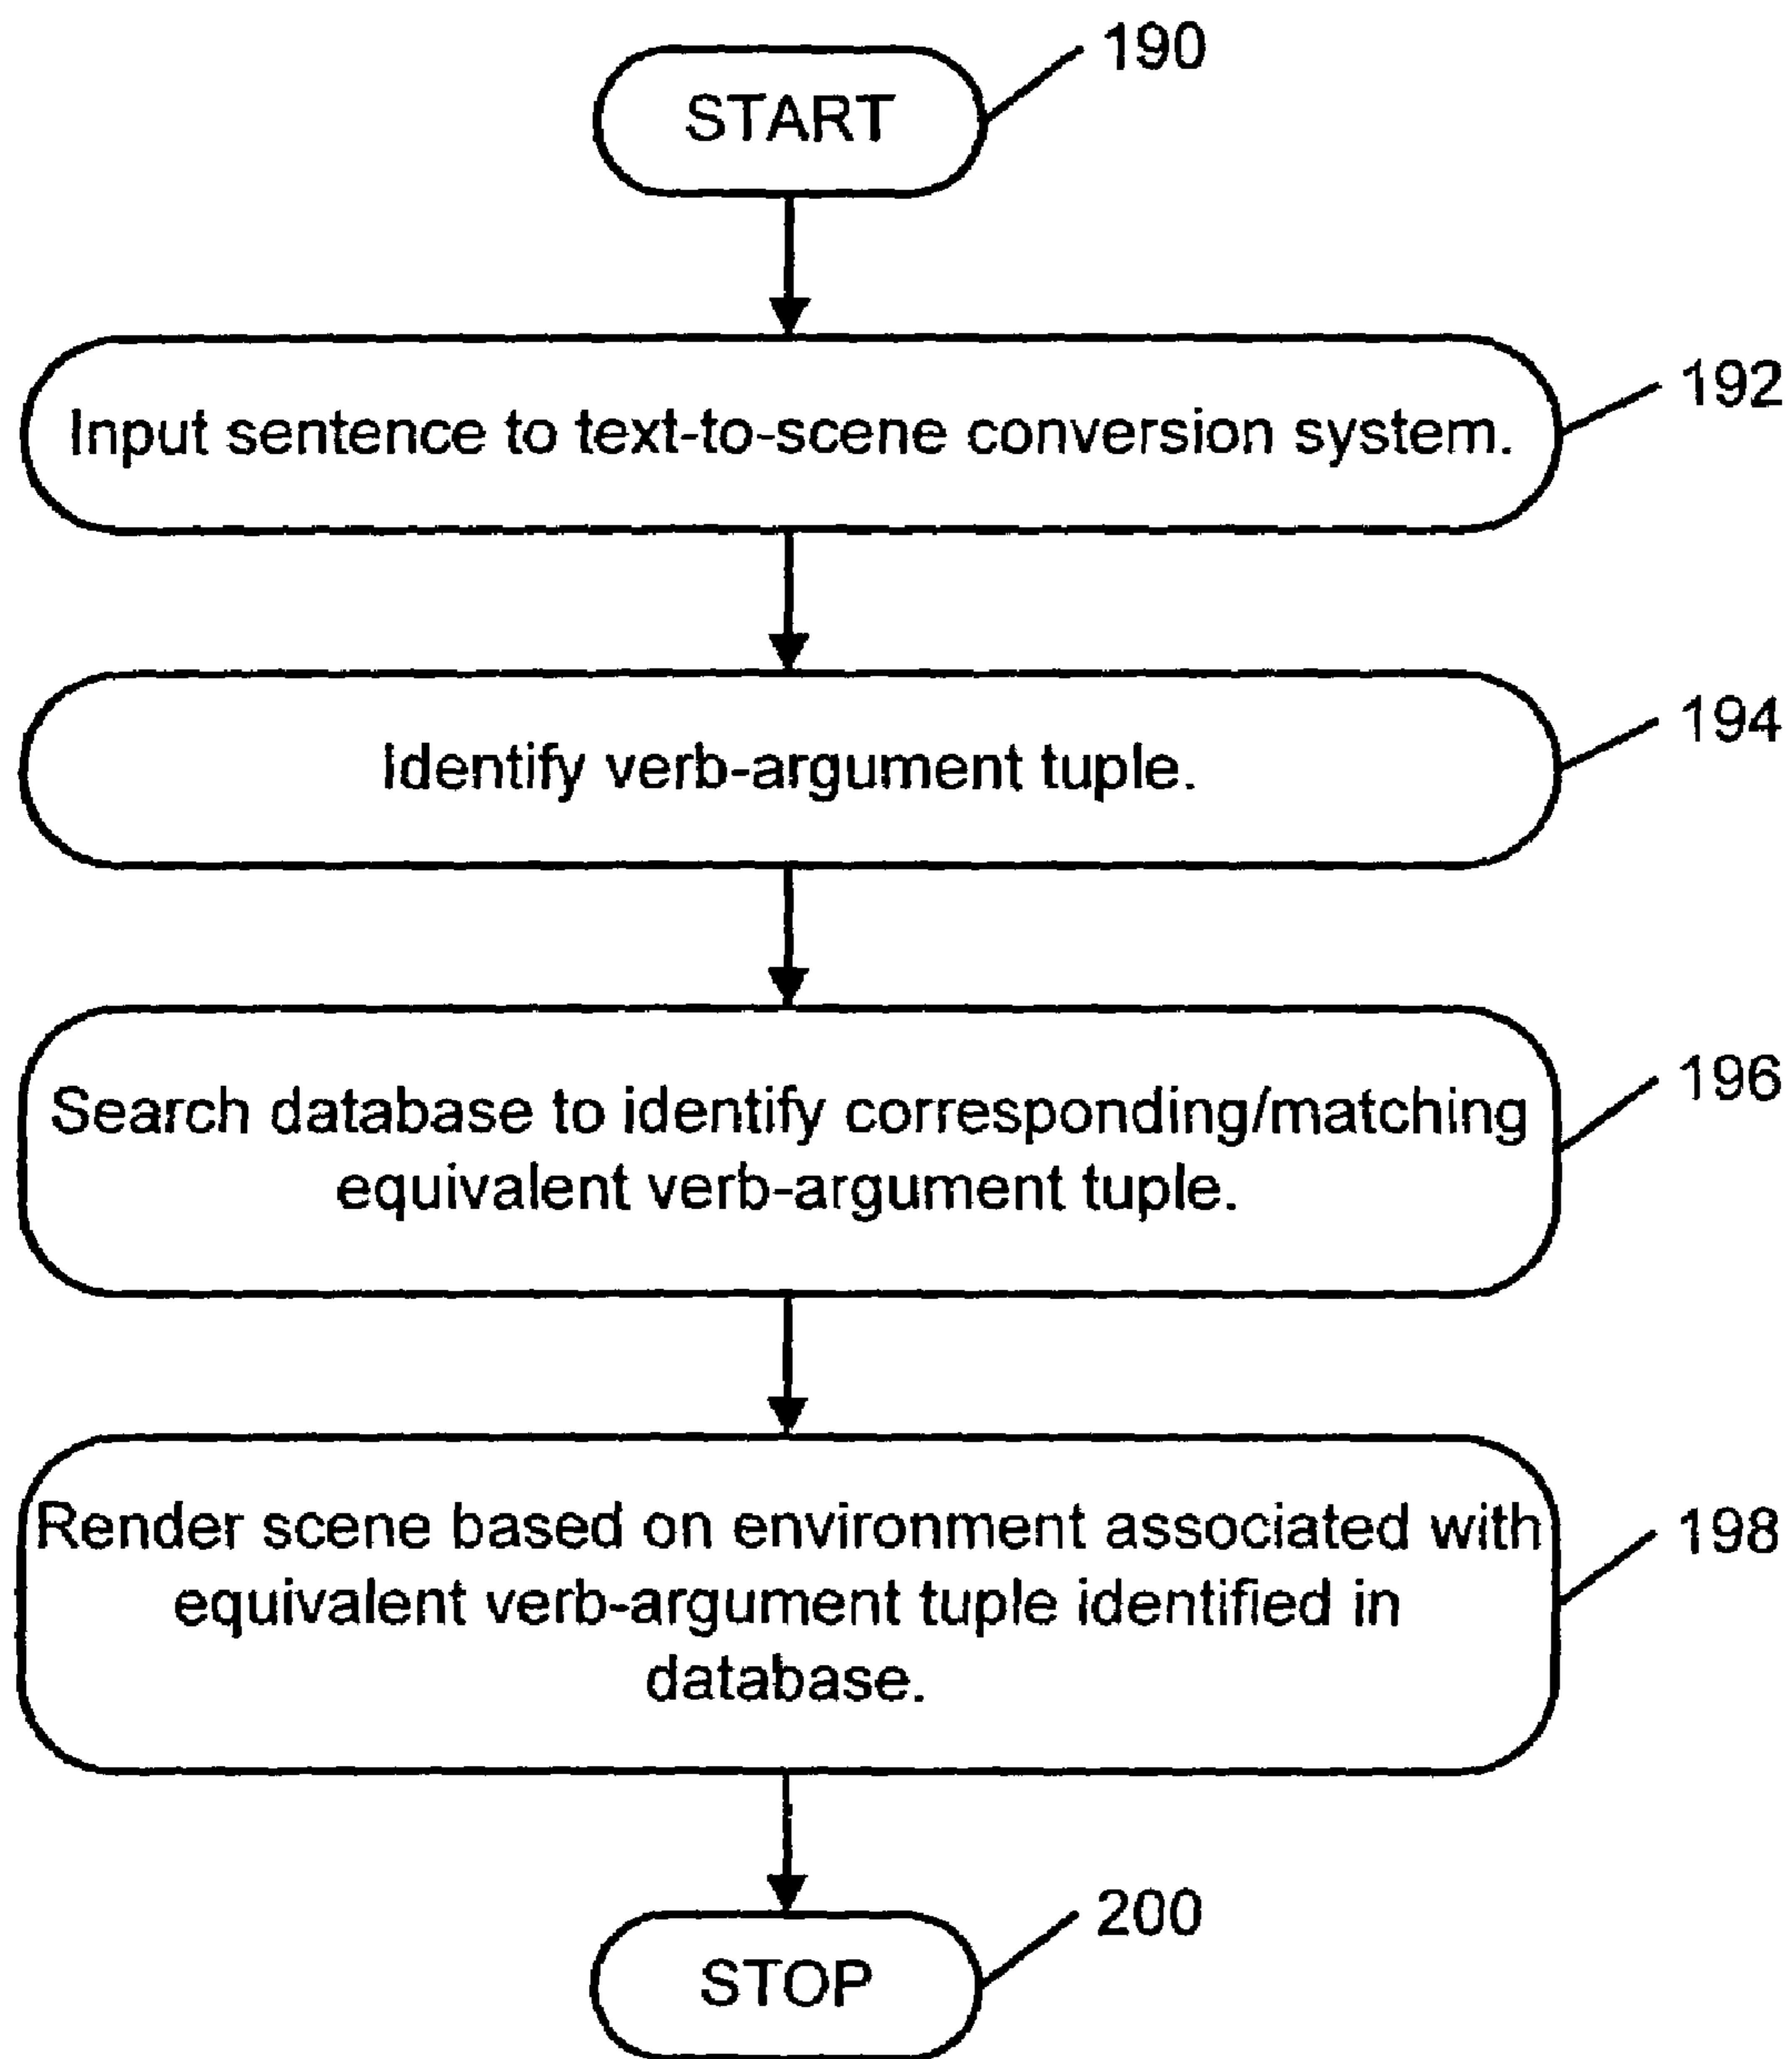 190
START
192
Input sentence to text-to-scene conversion system.
194
Identify verb-argument tuple.
196
Search database to identify corresponding/matching
equivalent verb-argument tuple.
198
Render scene based on environment associated with
equivalent verb-argument tuple identified in
database.
200
STOP